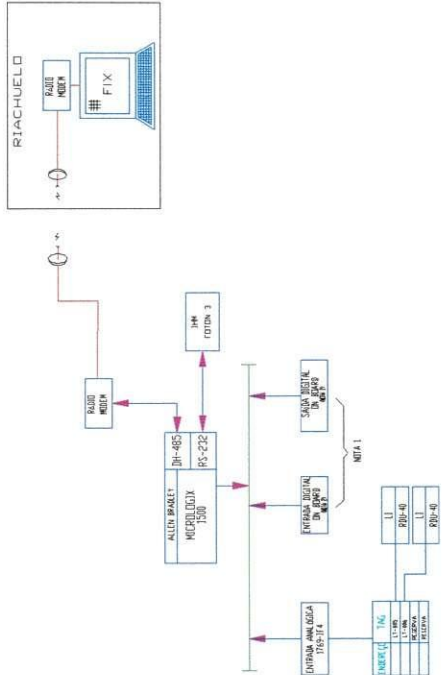 RIACHUELO
RADIO
MODEM
FIX
RADIO
MODEM
IHM
FOTON 3
ALLEN BRADLEY
MICROLOGIX
1500
DH-485
RS-232
SAÍDA DIGITAL
ON BOARD
ENTRADA DIGITAL
ON BOARD
NOTA 1
ENTRADA ANALÓGICA
1769-IF4
ENDEREÇO
TAG
RESERVA
RESERVA
LI
RDU-40
LI
RDU-40